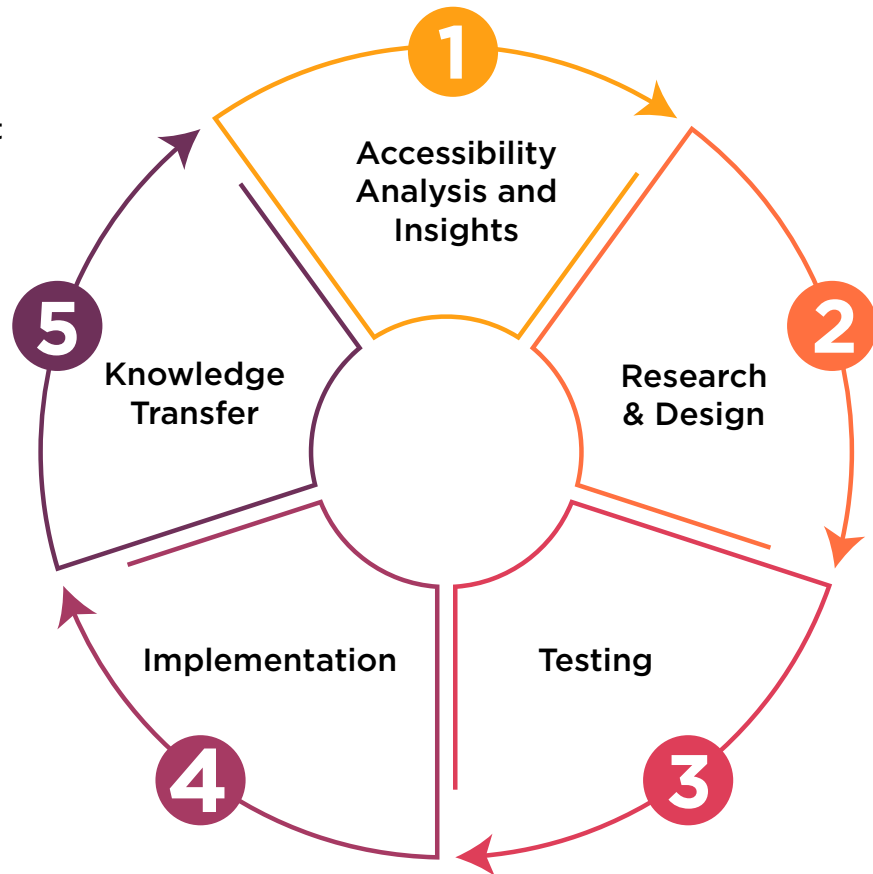 1
Accessibility
Analysis and
Insights
2
Research
& Design
3
Testing
4
Implementation
5
Knowledge
Transfer